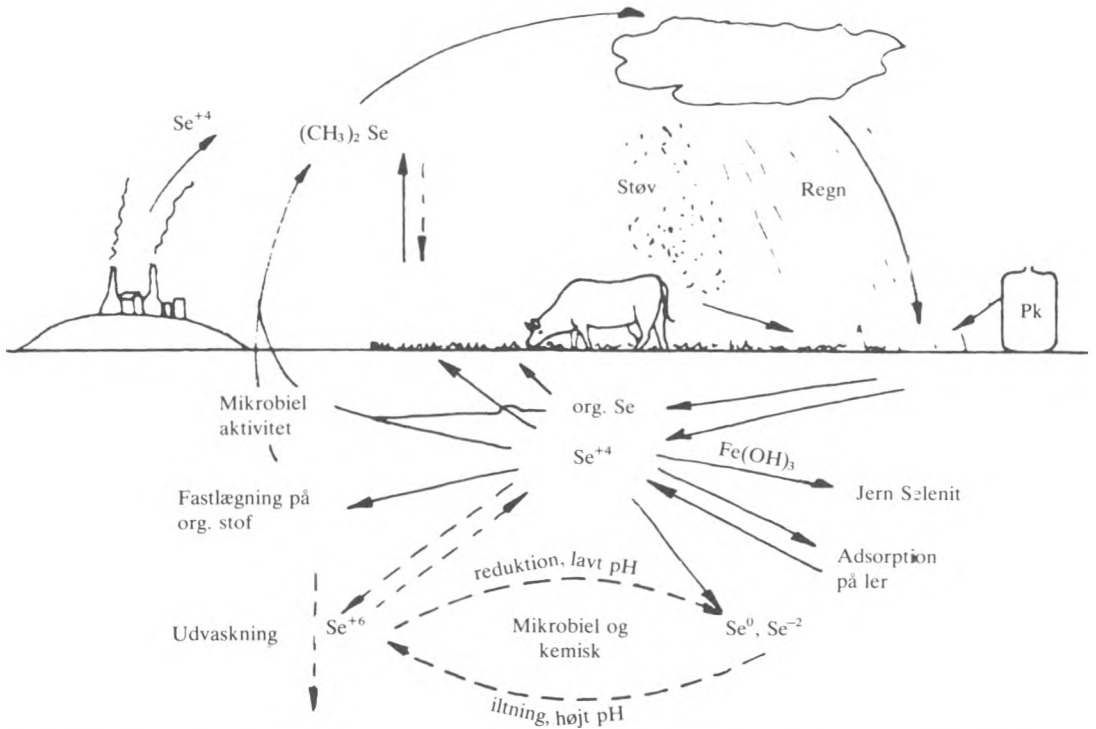 Se⁺⁴
(CH₃)₂ Se
Støv
Regn
Pk
Mikrobiel
aktivitet
org. Se
Se⁺⁴
Fe(OH)₃
Jern Selenit
Fastlægning på
org. stof
Adsorption
på ler
reduktion, lavt pH
Udvaskning
Se⁺⁶
Mikrobiel og
kemisk
Se⁰, Se⁻²
iltning, højt pH